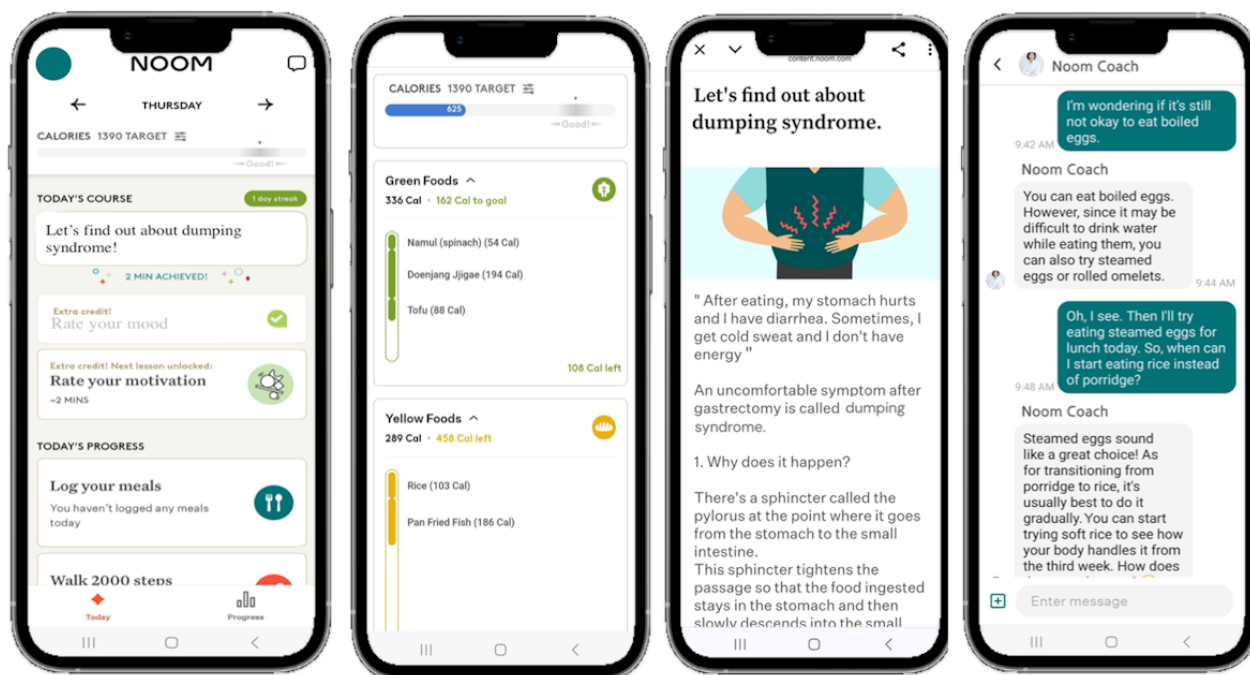 NOOM
THURSDAY
CALORIES 1390 TARGET
Good!
TODAY'S COURSE
1 day streak
Let's find out about dumping
syndrome!
2 MIN ACHIEVED!
Extra credit!
Rate your mood
Extra credit! Next lesson unlocked:
Rate your motivation
~2 MINS
TODAY'S PROGRESS
Log your meals
You haven't logged any meals
today
Walk 2000 steps
Today
Progress
CALORIES 1390 TARGET
625
Good!
Green Foods
336 Cal · 162 Cal to goal
Namul (spinach) (54 Cal)
Doenjang Jjigae (194 Cal)
Tofu (88 Cal)
108 Cal left
Yellow Foods
289 Cal · 458 Cal left
Rice (103 Cal)
Pan Fried Fish (186 Cal)
content.noom.com
Let's find out about
dumping syndrome.
" After eating, my stomach hurts
and I have diarrhea. Sometimes, I
get cold sweat and I don't have
energy "
An uncomfortable symptom after
gastrectomy is called dumping
syndrome.
1. Why does it happen?
There's a sphincter called the
pylorus at the point where it goes
from the stomach to the small
intestine.
This sphincter tightens the
passage so that the food ingested
stays in the stomach and then
slowly descends into the small
Noom Coach
I'm wondering if it's still
not okay to eat boiled
eggs.
9:42 AM
Noom Coach
You can eat boiled eggs.
However, since it may be
difficult to drink water
while eating them, you
can also try steamed
eggs or rolled omelets.
9:44 AM
Oh, I see. Then I'll try
eating steamed eggs for
lunch today. So, when can
I start eating rice instead
of porridge?
9:48 AM
Noom Coach
Steamed eggs sound
like a great choice! As
for transitioning from
porridge to rice, it's
usually best to do it
gradually. You can start
trying soft rice to see how
your body handles it from
the third week. How does
Enter message